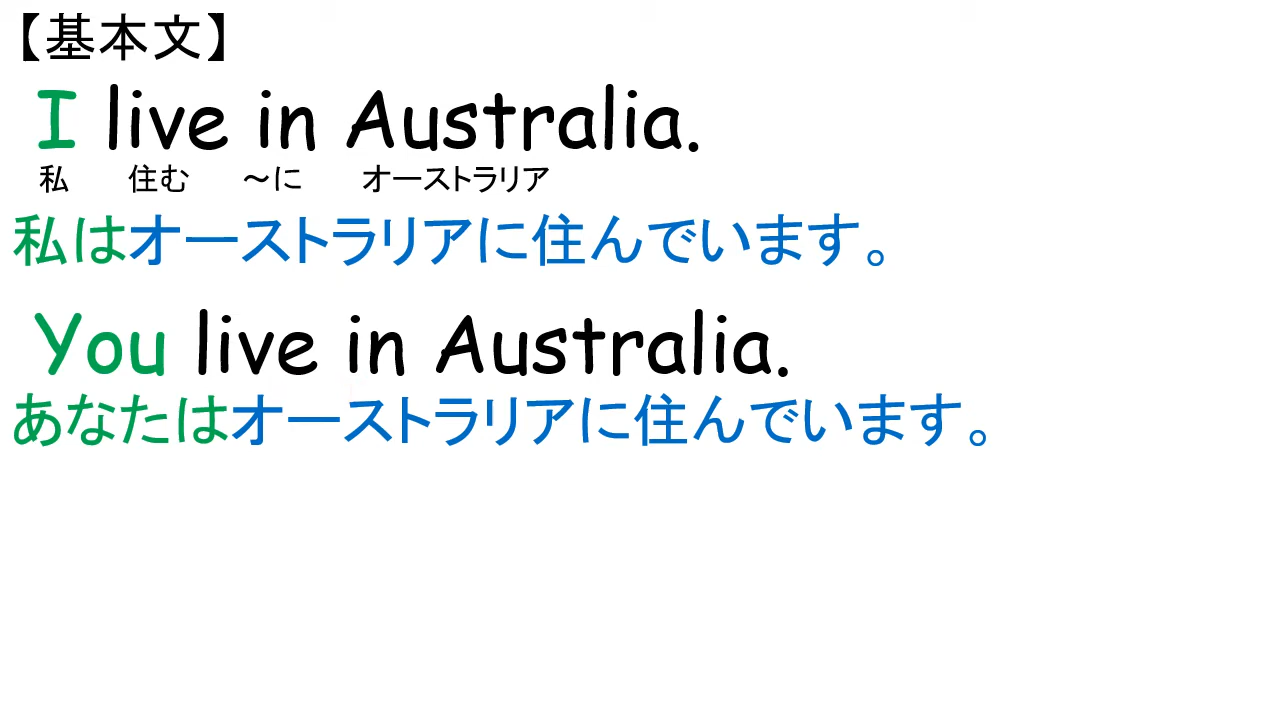 【基本文】
I live in Australia.
私 住む ～に オーストラリア
私はオーストラリアに住んでいます。
You live in Australia.
あなたはオーストラリアに住んでいます。